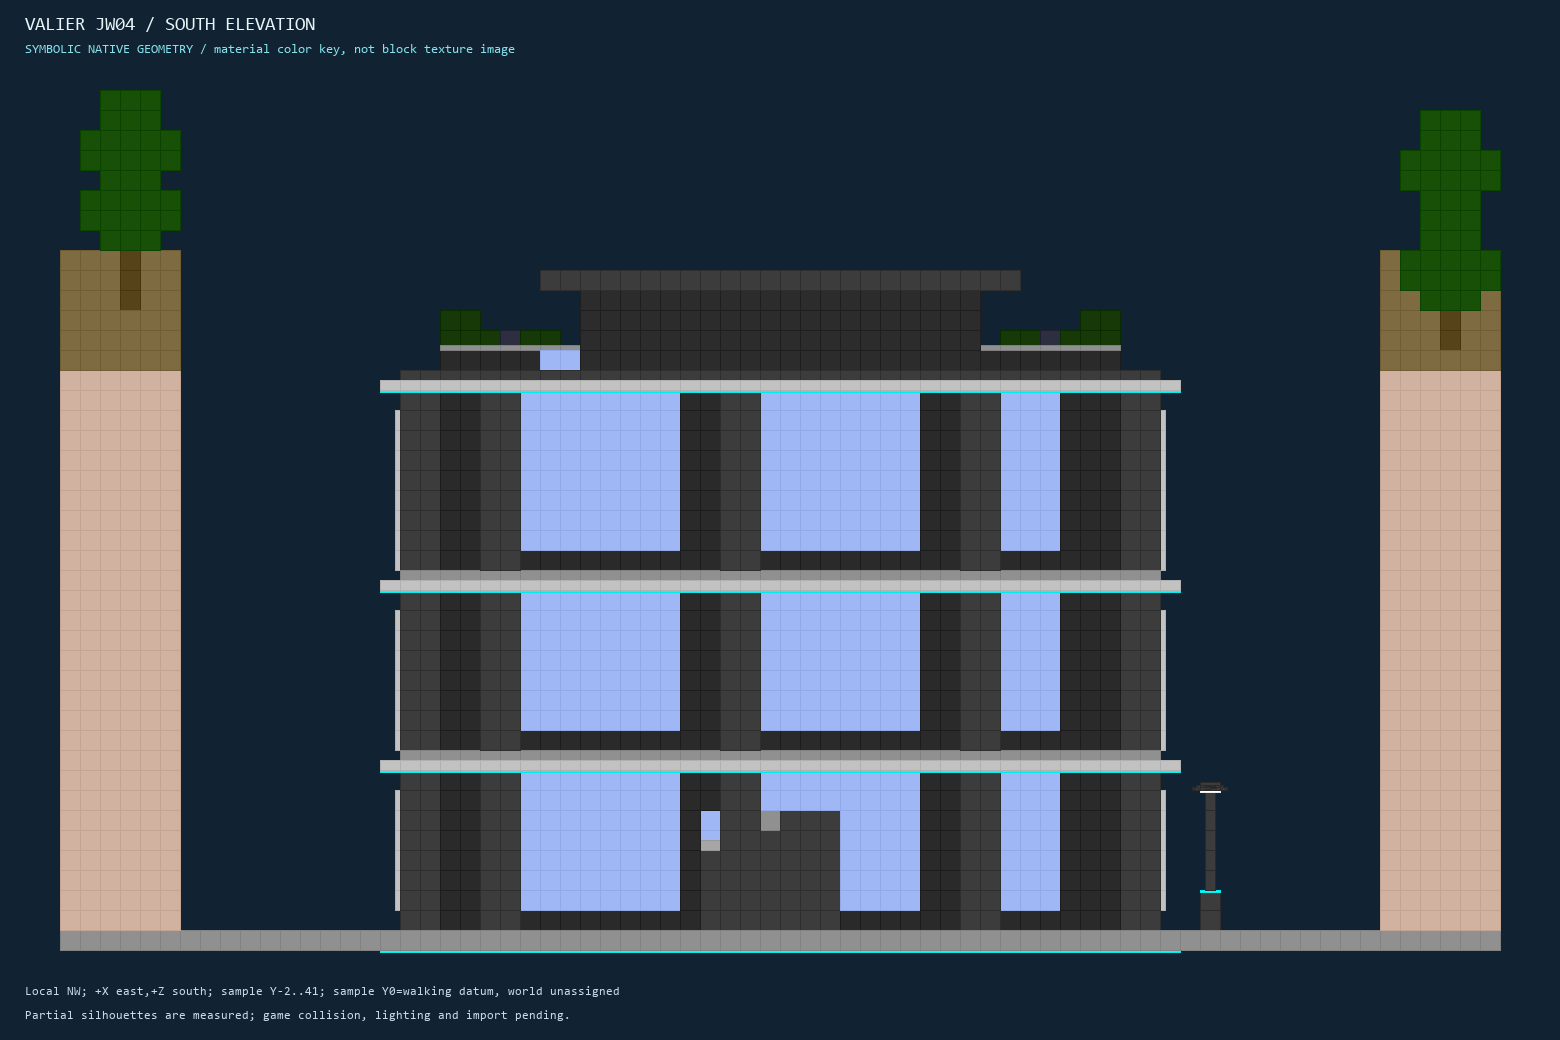 VALIER JW04 / SOUTH ELEVATION
SYMBOLIC NATIVE GEOMETRY / material color key, not block texture image
Local NW; +X east,+Z south; sample Y-2..41; sample Y0=walking datum, world unassigned
Partial silhouettes are measured; game collision, lighting and import pending.